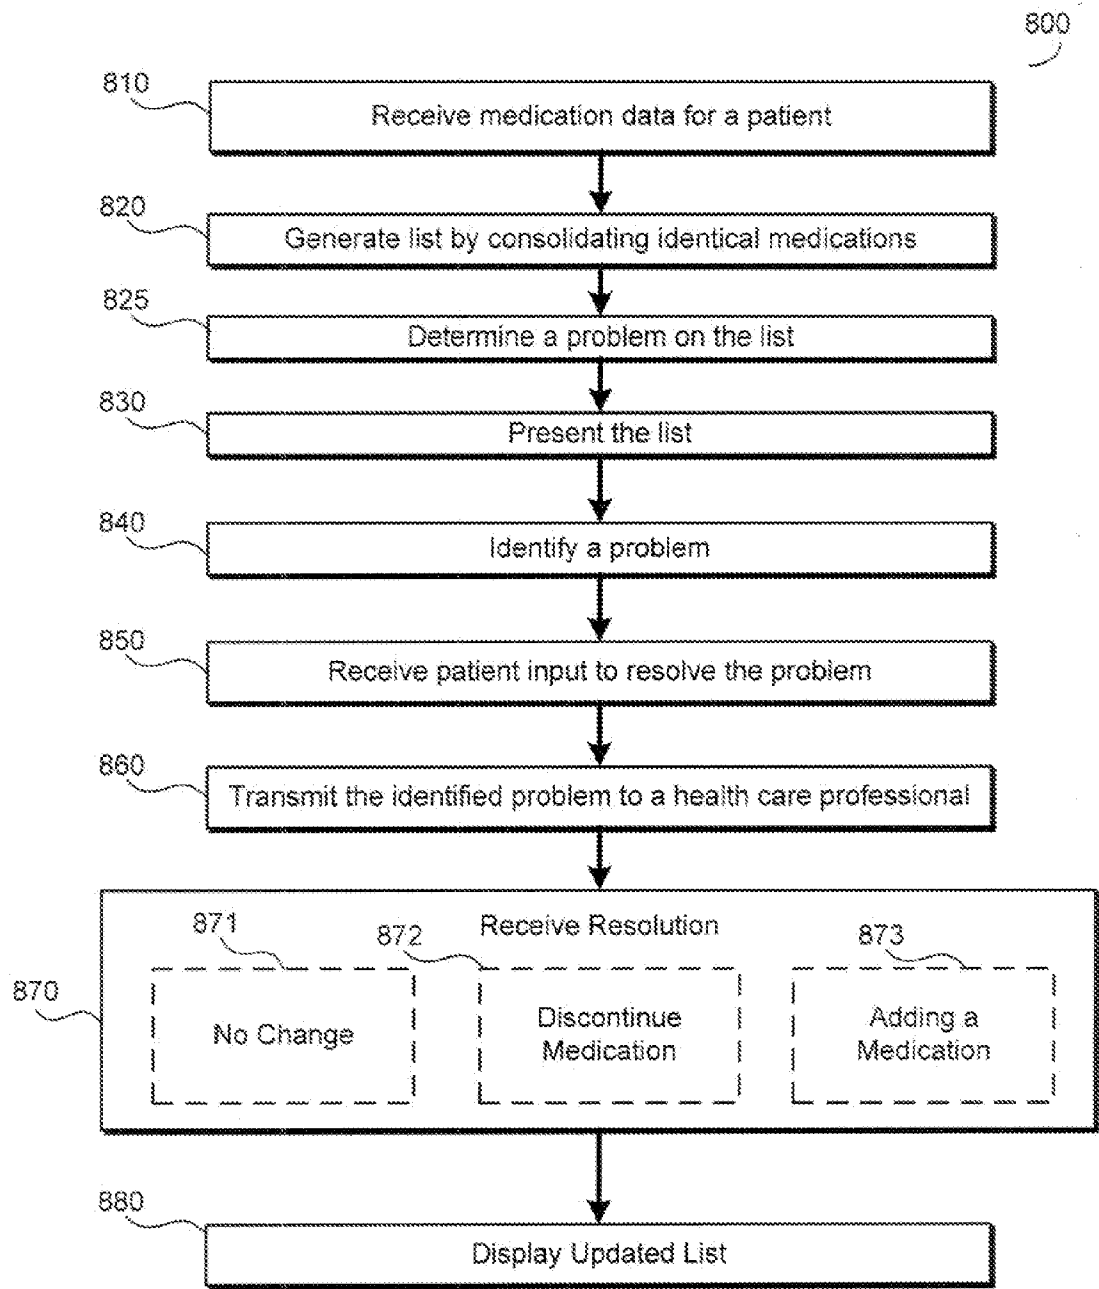 800
810
Receive medication data for a patient
820
Generate list by consolidating identical medications
825
Determine a problem on the list
830
Present the list
840
Identify a problem
850
Receive patient input to resolve the problem
860
Transmit the identified problem to a health care professional
870
Receive Resolution
871
No Change
872
Discontinue
Medication
873
Adding a
Medication
880
Display Updated List